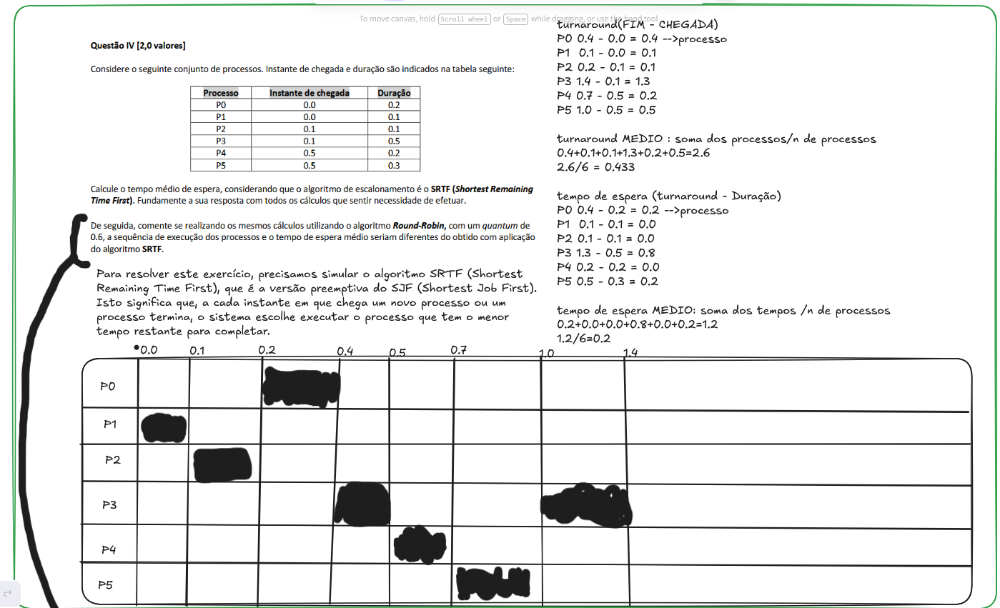 To move canvas, hold Scroll wheel or Space while dragging, or use the hand tool
Questão IV [2,0 valores]
Considere o seguinte conjunto de processos. Instante de chegada e duração são indicados na tabela seguinte:
Processo Instante de chegada Duração
P0 0.0 0.2
P1 0.0 0.1
P2 0.1 0.1
P3 0.1 0.5
P4 0.5 0.2
P5 0.5 0.3
Calcule o tempo médio de espera, considerando que o algoritmo de escalonamento é o SRTF (Shortest Remaining
Time First). Fundamente a sua resposta com todos os cálculos que sentir necessidade de efetuar.
De seguida, comente se realizando os mesmos cálculos utilizando o algoritmo Round-Robin, com um quantum de
0.6, a sequência de execução dos processos e o tempo de espera médio seriam diferentes do obtido com aplicação
do algoritmo SRTF.
Para resolver este exercício, precisamos simular o algoritmo SRTF (Shortest
Remaining Time First), que é a versão preemptiva do SJF (Shortest Job First).
Isto significa que, a cada instante em que chega um novo processo ou um
processo termina, o sistema escolhe executar o processo que tem o menor
tempo restante para completar.
turnaround(FIM - CHEGADA)
P0 0.4 - 0.0 = 0.4 -->processo
P1 0.1 - 0.0 = 0.1
P2 0.2 - 0.1 = 0.1
P3 1.4 - 0.1 = 1.3
P4 0.7 - 0.5 = 0.2
P5 1.0 - 0.5 = 0.5
turnaround MEDIO : soma dos processos/n de processos
0.4+0.1+0.1+1.3+0.2+0.5=2.6
2.6/6 = 0.433
tempo de espera (turnaround - Duração)
P0 0.4 - 0.2 = 0.2 -->processo
P1 0.1 - 0.1 = 0.0
P2 0.1 - 0.1 = 0.0
P3 1.3 - 0.5 = 0.8
P4 0.2 - 0.2 = 0.0
P5 0.5 - 0.3 = 0.2
tempo de espera MEDIO: soma dos tempos /n de processos
0.2+0.0+0.0+0.8+0.0+0.2=1.2
1.2/6=0.2
0.0 0.1 0.2 0.4 0.5 0.7 1.0 1.4
P0
P1
P2
P3
P4
P5